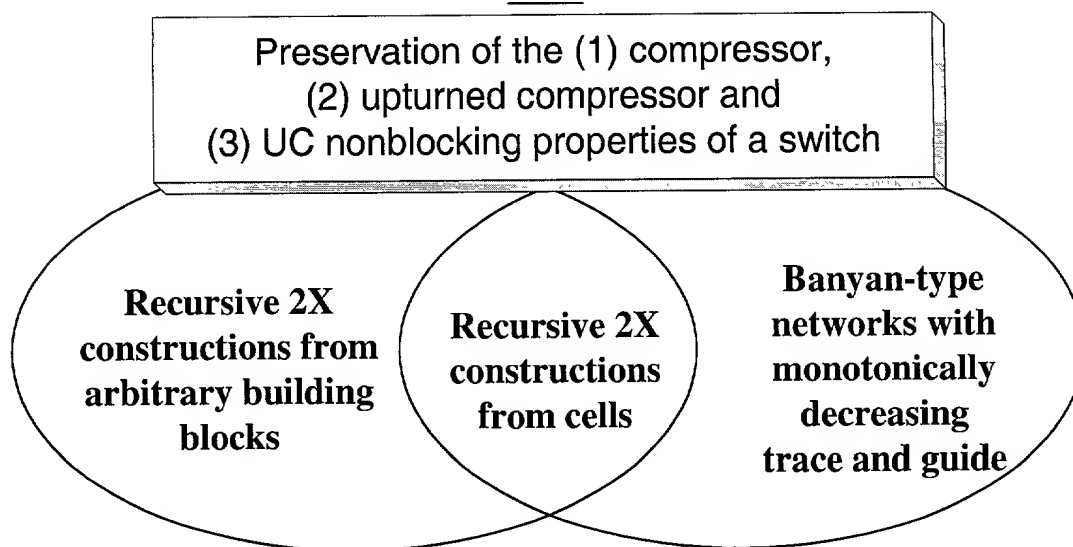 Preservation of the (1) compressor,
(2) upturned compressor and
(3) UC nonblocking properties of a switch
Recursive 2X
constructions from
arbitrary building
blocks
Recursive 2X
constructions
from cells
Banyan-type
networks with
monotonically
decreasing
trace and guide